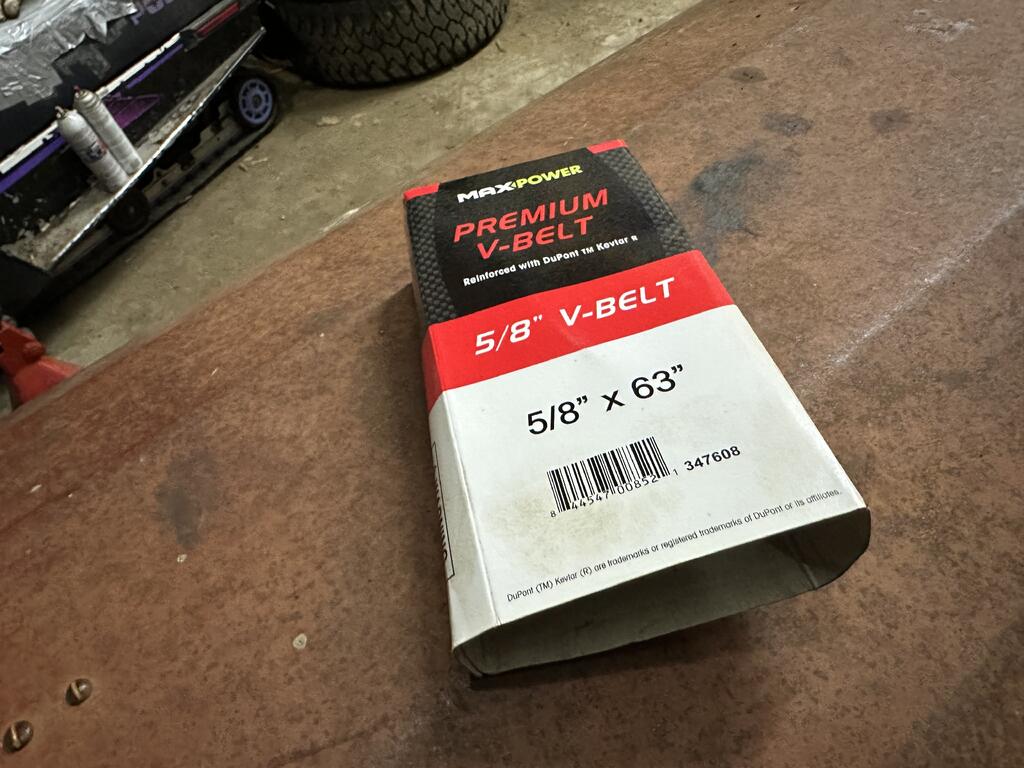 MAXPOWER
PREMIUM
V-BELT
Reinforced with DuPont TM Kevlar R
5/8" V-BELT
5/8" x 63"
8 44547 00852 1 347608
DuPont (TM) Kevlar (R) are trademarks or registered trademarks of DuPont or its affiliates.
WARNING